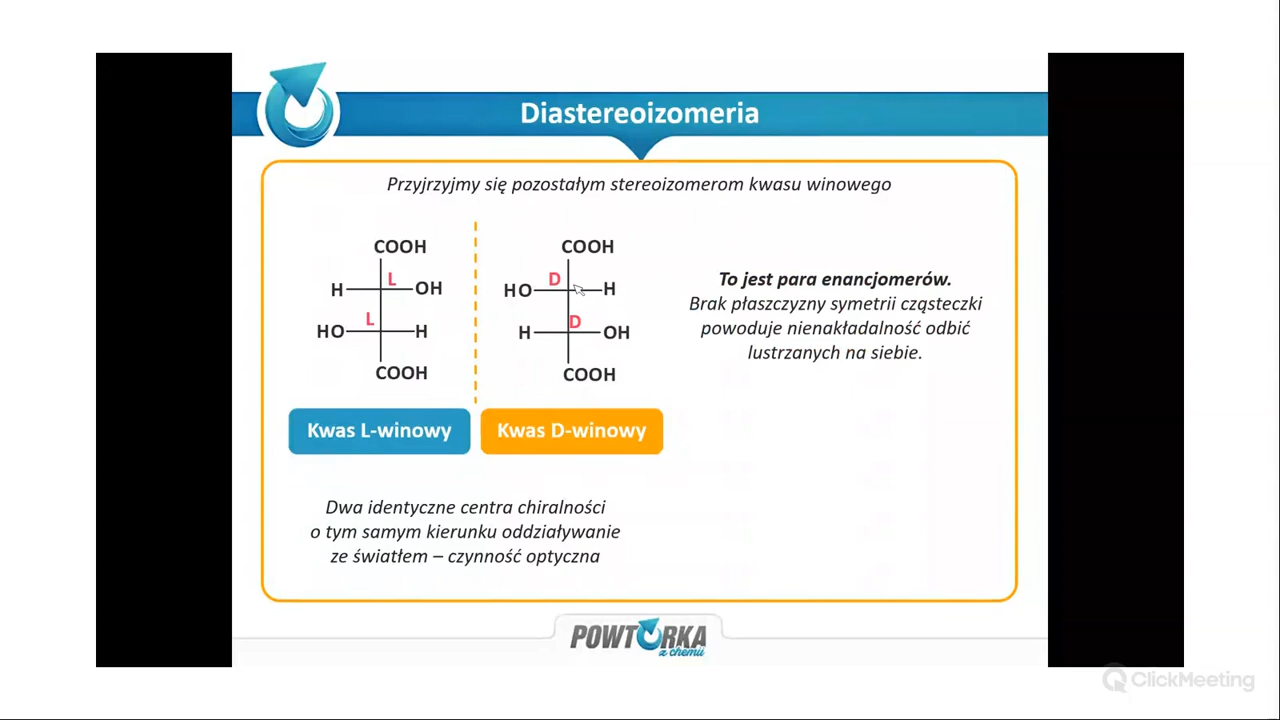 Diastereoizomeria
Przyjrzyjmy się pozostałym stereoizomerom kwasu winowego
COOH
L
H OH
L
HO H
COOH
COOH
D
HO H
D
H OH
COOH
To jest para enancjomerów.
Brak płaszczyzny symetrii cząsteczki
powoduje nienakładalność odbić
lustrzanych na siebie.
Kwas L-winowy
Kwas D-winowy
Dwa identyczne centra chiralności
o tym samym kierunku oddziaływanie
ze światłem – czynność optyczna
POWTÓRKA
z chemii
ClickMeeting